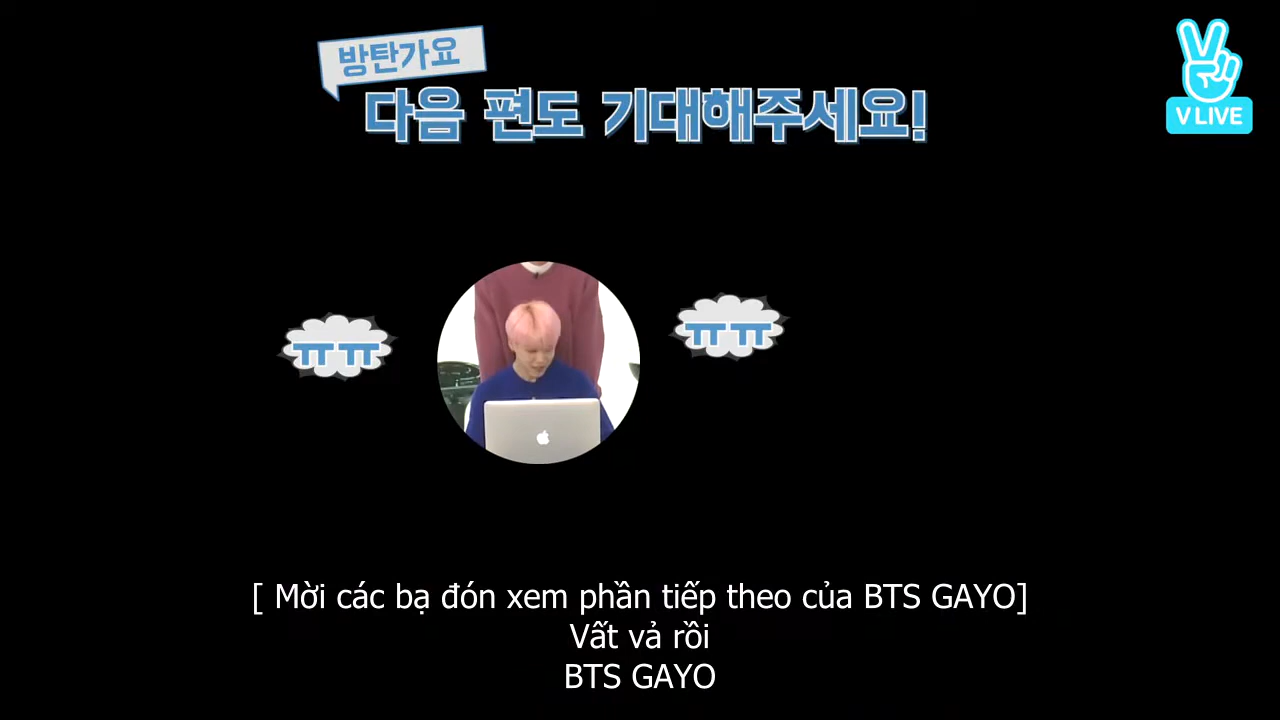 방탄가요
다음 편도 기대해주세요!
V LIVE
ㅠㅠ
ㅠㅠ
[ Mời các bạ đón xem phần tiếp theo của BTS GAYO]
Vất vả rồi
BTS GAYO